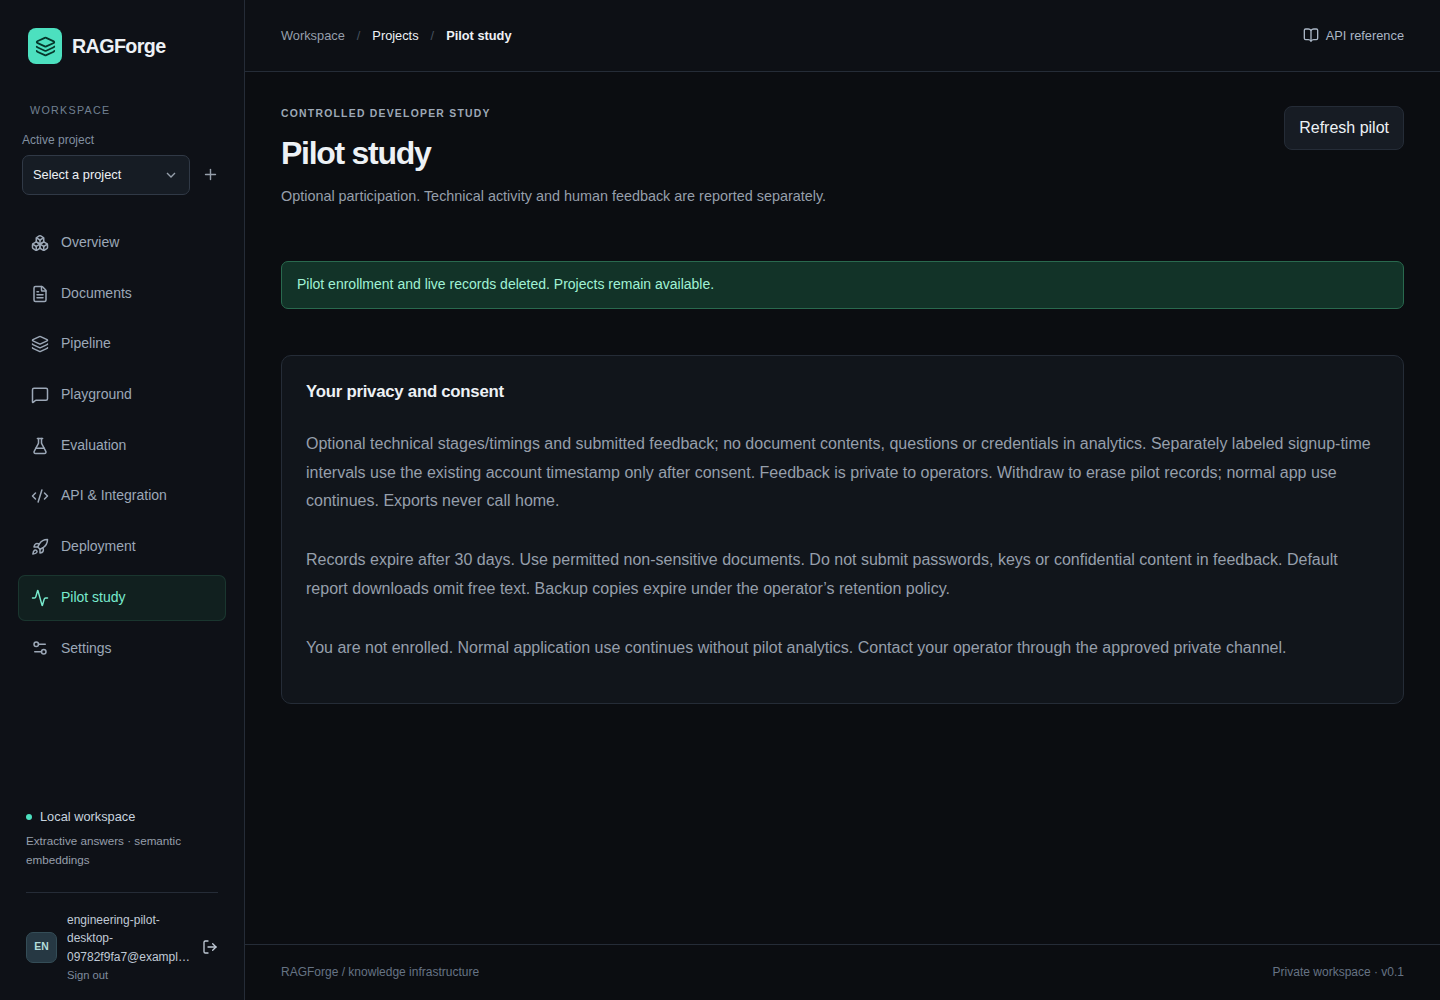 RAGForge
WORKSPACE
Active project
Select a project
Overview
Documents
Pipeline
Playground
Evaluation
API & Integration
Deployment
Pilot study
Settings
Local workspace
Extractive answers · semantic
embeddings
EN
engineering-pilot-
desktop-
09782f9fa7@exampl…
Sign out
Workspace / Projects / Pilot study
API reference
CONTROLLED DEVELOPER STUDY
Pilot study
Refresh pilot
Optional participation. Technical activity and human feedback are reported separately.
Pilot enrollment and live records deleted. Projects remain available.
Your privacy and consent
Optional technical stages/timings and submitted feedback; no document contents, questions or credentials in analytics. Separately labeled signup-time
intervals use the existing account timestamp only after consent. Feedback is private to operators. Withdraw to erase pilot records; normal app use
continues. Exports never call home.
Records expire after 30 days. Use permitted non-sensitive documents. Do not submit passwords, keys or confidential content in feedback. Default
report downloads omit free text. Backup copies expire under the operator’s retention policy.
You are not enrolled. Normal application use continues without pilot analytics. Contact your operator through the approved private channel.
RAGForge / knowledge infrastructure
Private workspace · v0.1